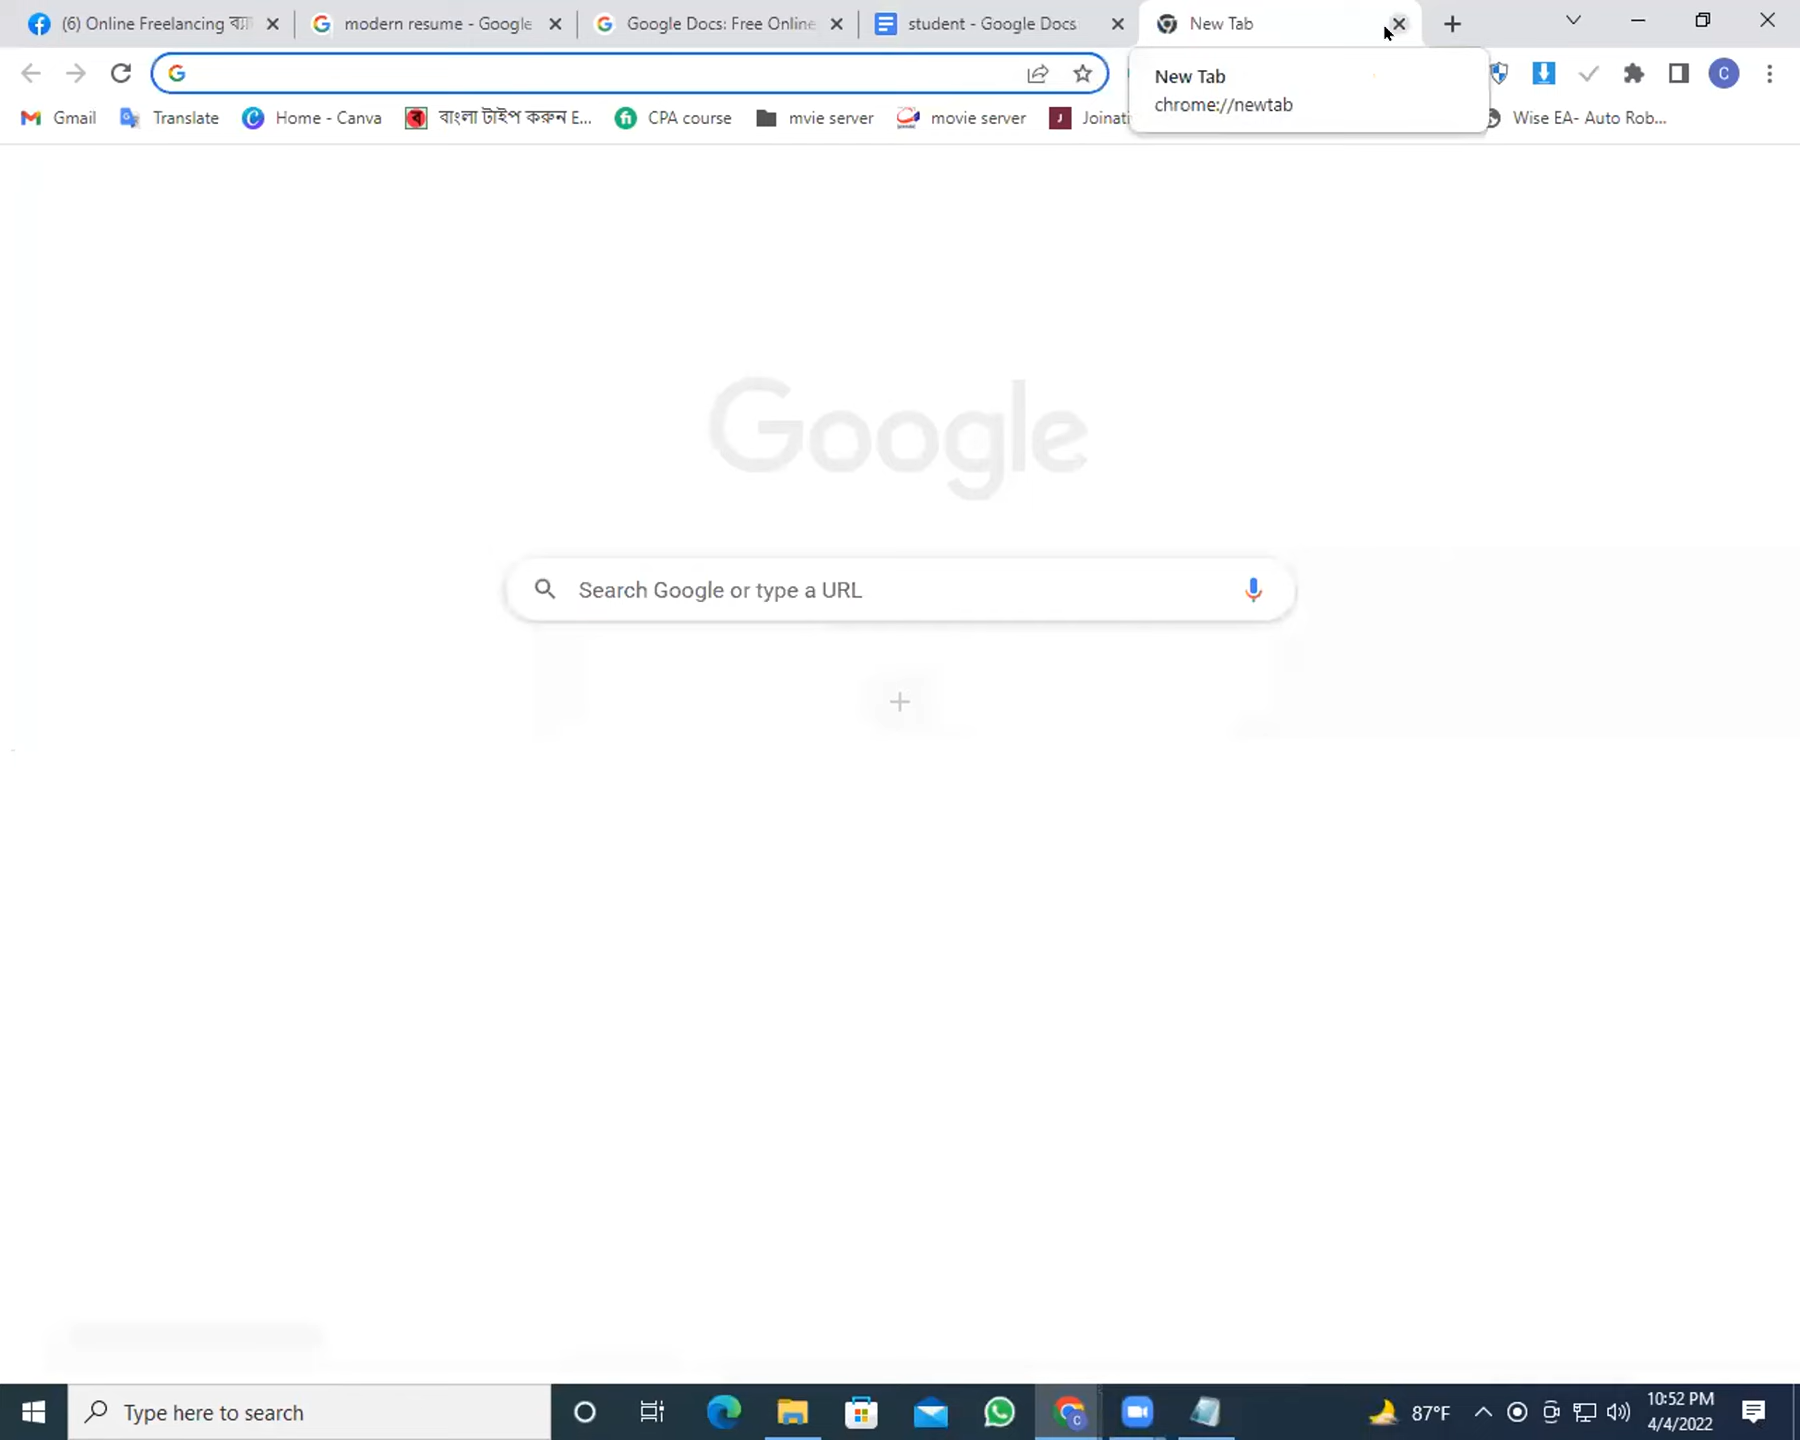 (6) Online Freelancing
modern resume - Google
Google Docs: Free Online
student - Google Docs
New Tab
New Tab
chrome://newtab
Gmail
Translate
Home - Canva
বাংলা টাইপ করুন E...
CPA course
mvie server
movie server
Wise EA- Auto Rob...
Google
Search Google or type a URL
Type here to search
87°F
10:52 PM
4/4/2022